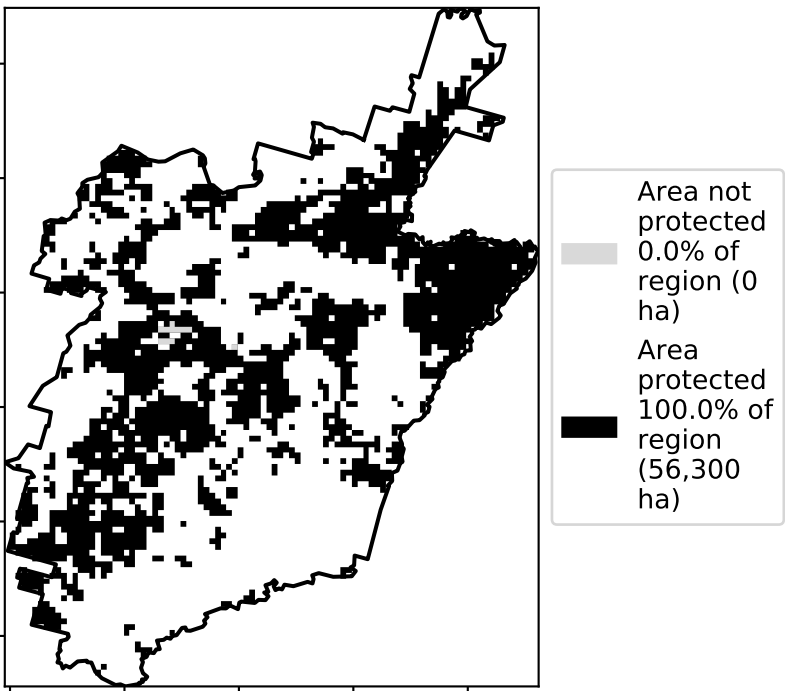 Area not
protected
0.0% of
region (0
ha)
Area
protected
100.0% of
region
(56,300
ha)